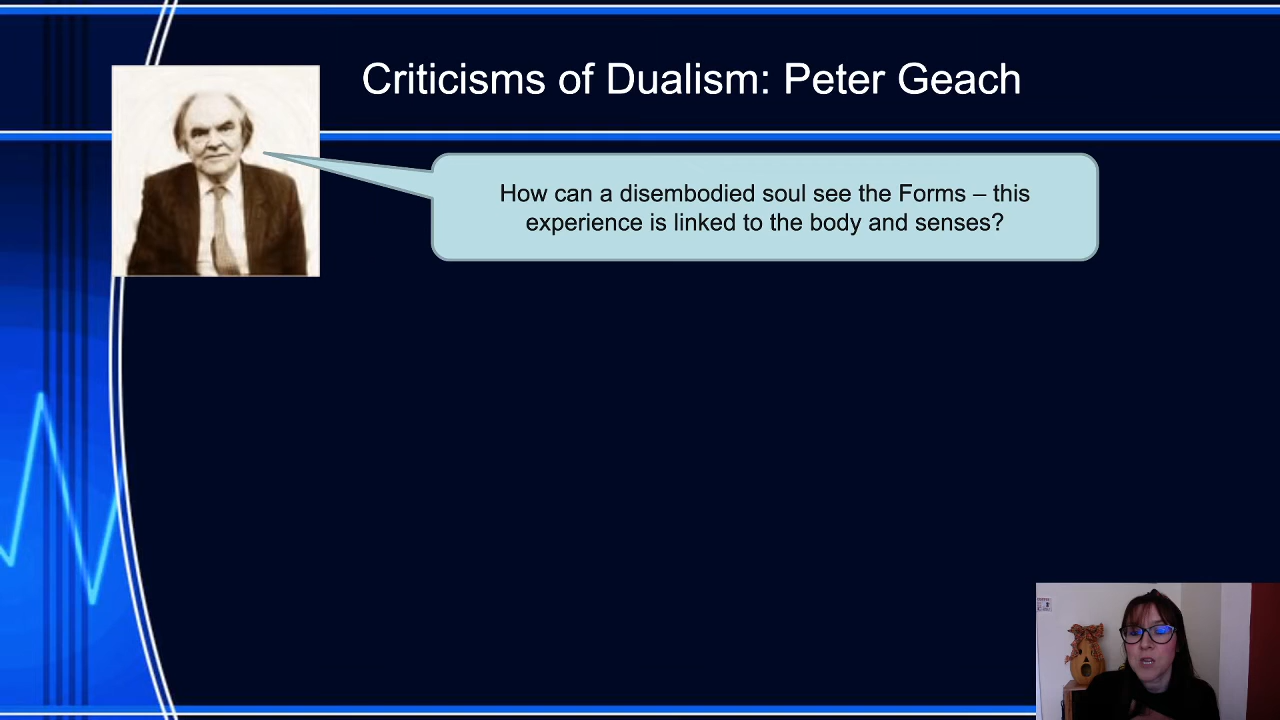 Criticisms of Dualism: Peter Geach
How can a disembodied soul see the Forms – this
experience is linked to the body and senses?